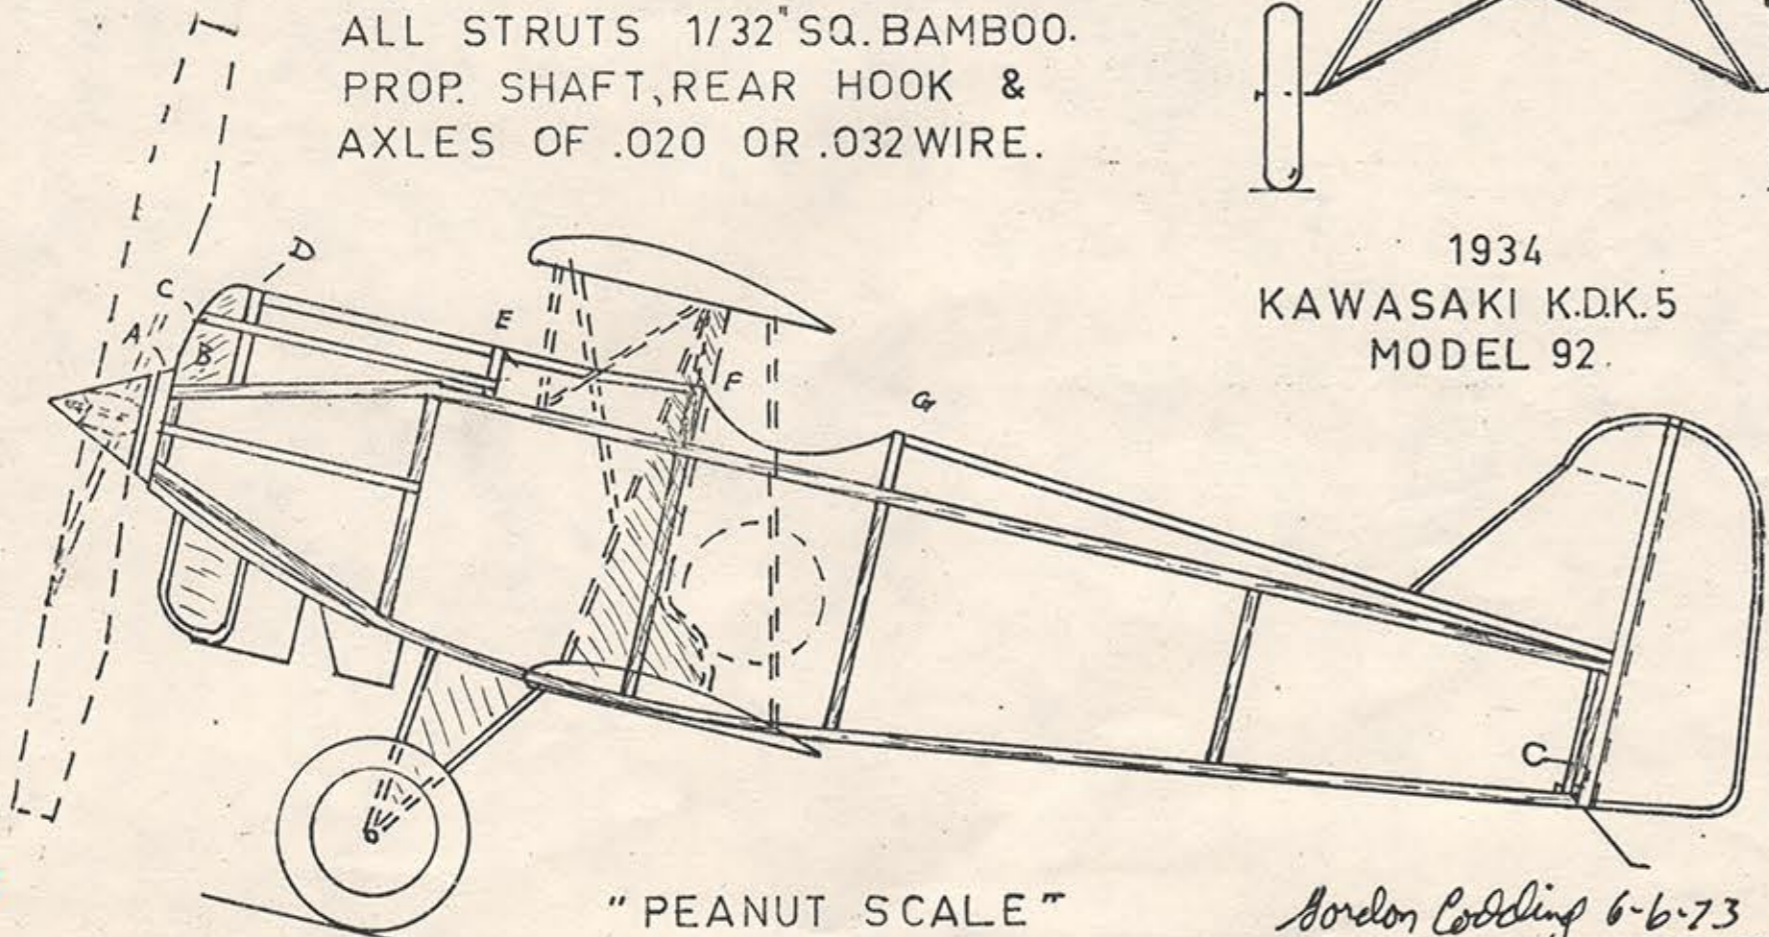 ALL STRUTS 1/32" SQ. BAMBOO.
PROP. SHAFT, REAR HOOK &
AXLES OF .020 OR .032 WIRE.
1934
KAWASAKI K.D.K. 5
MODEL 92.
D
C
A
B
E
F
G
C
"PEANUT SCALE"
Gordon Codding 6-6-73